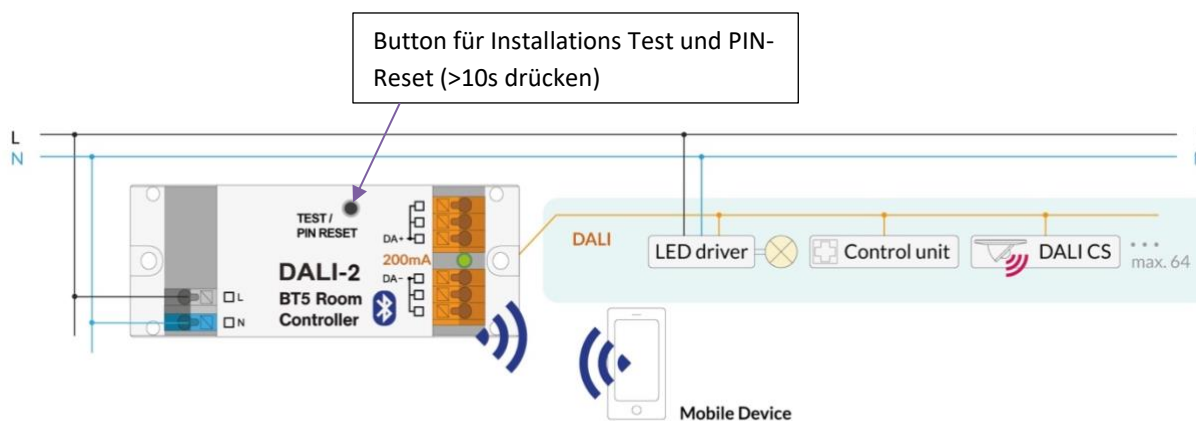 Button für Installations Test und PIN-
Reset (>10s drücken)
L
N
TEST /
PIN RESET
DA+
200mA
DA-
DALI-2
BT5 Room
Controller
L
N
DALI
LED driver
Control unit
DALI CS
...
max. 64
Mobile Device